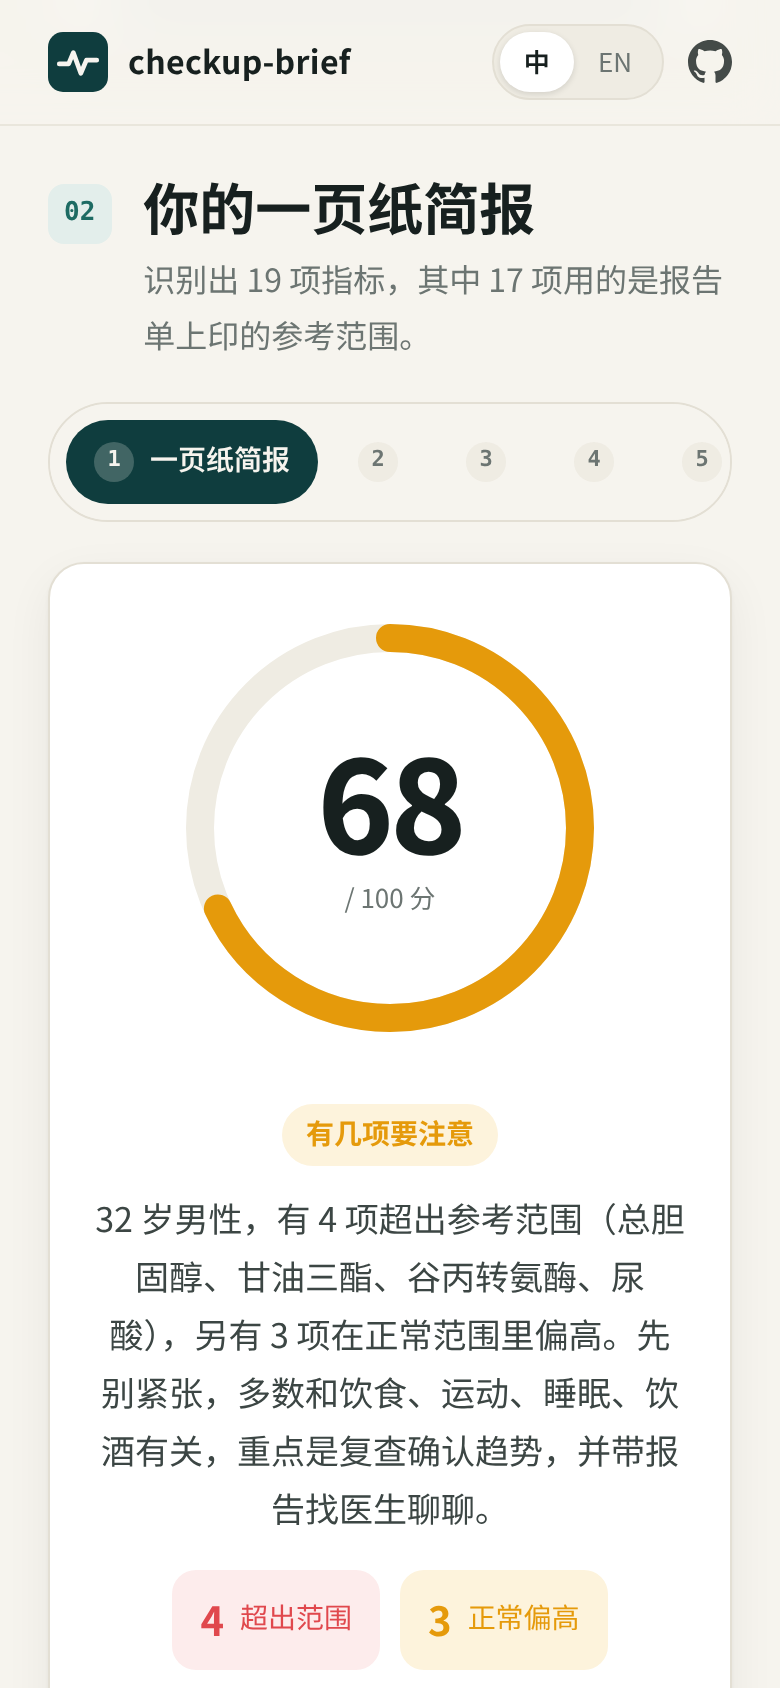 checkup-brief
中 EN
02 你的一页纸简报
识别出 19 项指标，其中 17 项用的是报告
单上印的参考范围。
1 一页纸简报 2 3 4 5
68
/ 100 分
有几项要注意
32 岁男性，有 4 项超出参考范围（总胆
固醇、甘油三酯、谷丙转氨酶、尿
酸），另有 3 项在正常范围里偏高。先
别紧张，多数和饮食、运动、睡眠、饮
酒有关，重点是复查确认趋势，并带报
告找医生聊聊。
4 超出范围 3 正常偏高